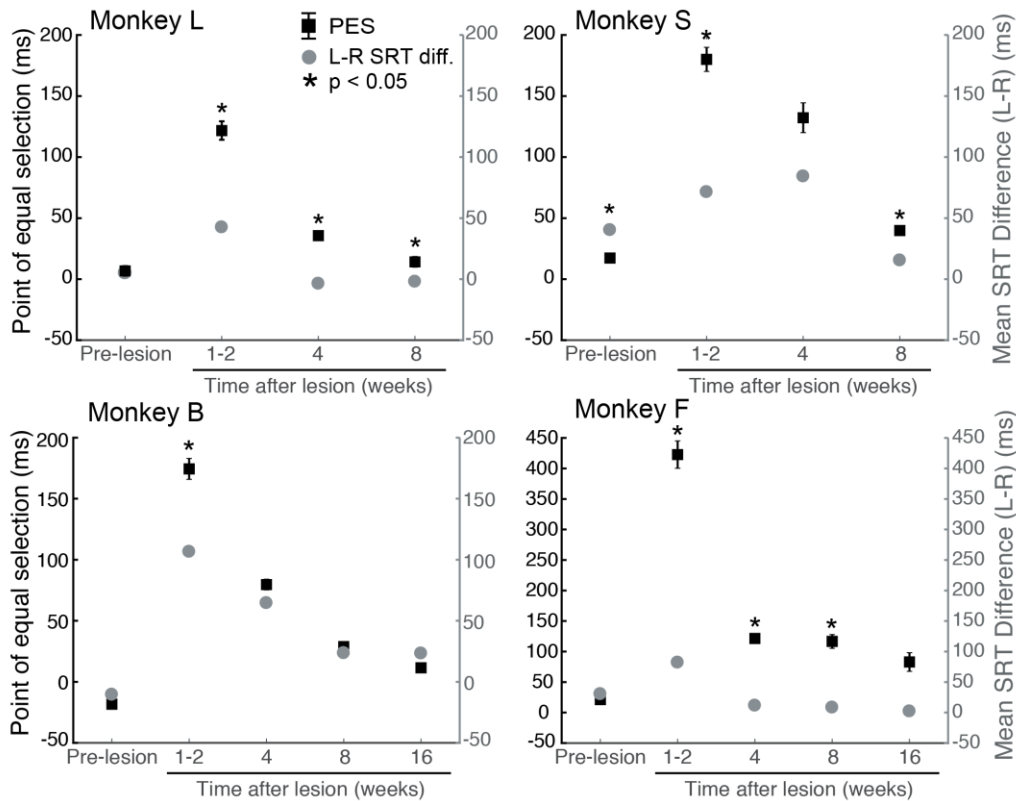 Monkey L
PES
L-R SRT diff.
* p < 0.05
Point of equal selection (ms)
200
150
100
50
0
-50
* * *
200
150
100
50
0
-50
Pre-lesion 1-2 4 8
Time after lesion (weeks)
Monkey S
200
150
100
50
0
-50
* * *
200
150
100
50
0
-50
Mean SRT Difference (L-R) (ms)
Pre-lesion 1-2 4 8
Time after lesion (weeks)
Monkey B
Point of equal selection (ms)
200
150
100
50
0
-50
*
200
100
50
0
-50
Pre-lesion 1-2 4 8 16
Time after lesion (weeks)
Monkey F
450
400
350
300
250
200
150
100
50
0
-50
* * *
450
400
350
300
250
200
150
100
50
0
-50
Mean SRT Difference (L-R) (ms)
Pre-lesion 1-2 4 8 16
Time after lesion (weeks)